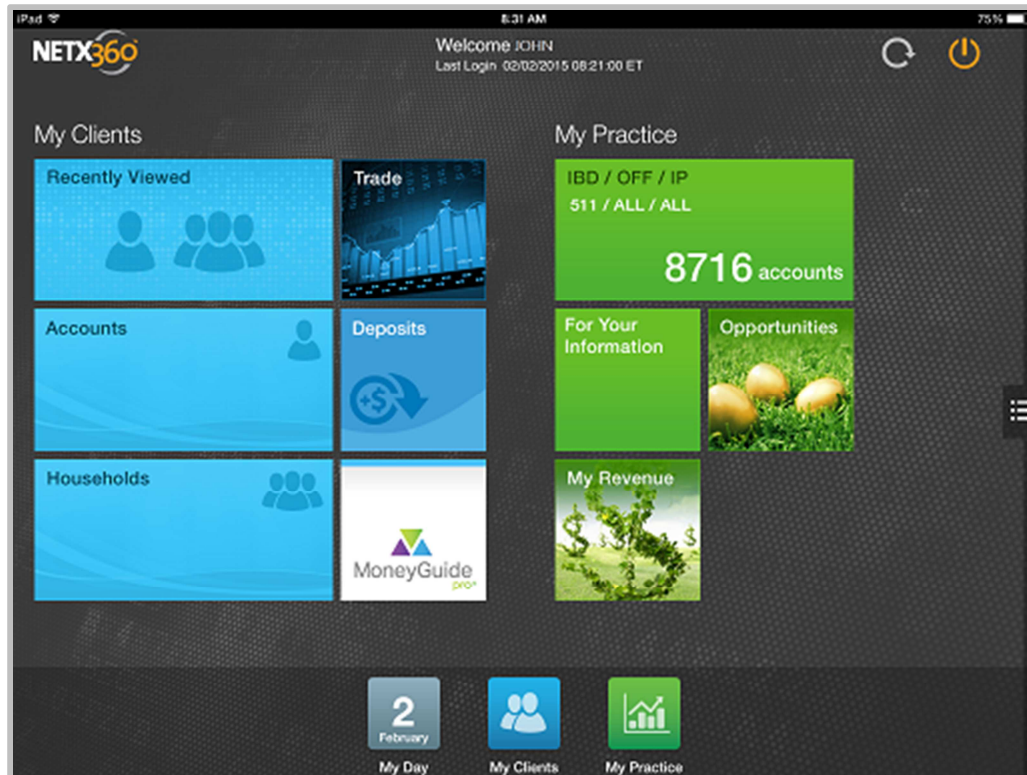 iPad
8:31 AM
75%
NETX360
Welcome JOHN
Last Login 02/02/2015 08:21:00 ET
My Clients
My Practice
Recently Viewed
Trade
IBD / OFF / IP
511 / ALL / ALL
8716 accounts
Accounts
Deposits
+$
For Your
Information
Opportunities
Households
MoneyGuide
pro
My Revenue
2
February
My Day
My Clients
My Practice